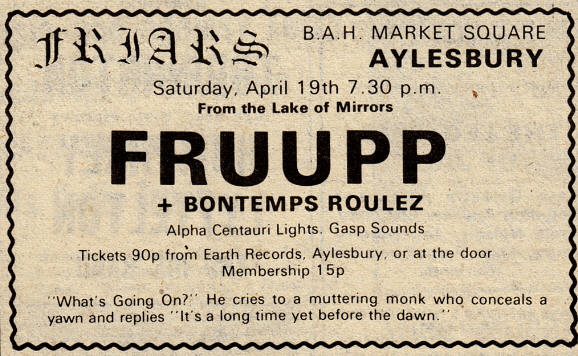 FRIARS
B.A.H. MARKET SQUARE
AYLESBURY
Saturday, April 19th 7.30 p.m.
From the Lake of Mirrors
FRUUPP
+ BONTEMPS ROULEZ
Alpha Centauri Lights. Gasp Sounds
Tickets 90p from Earth Records, Aylesbury, or at the door
Membership 15p
"What's Going On?" He cries to a muttering monk who conceals a
yawn and replies "It's a long time yet before the dawn."